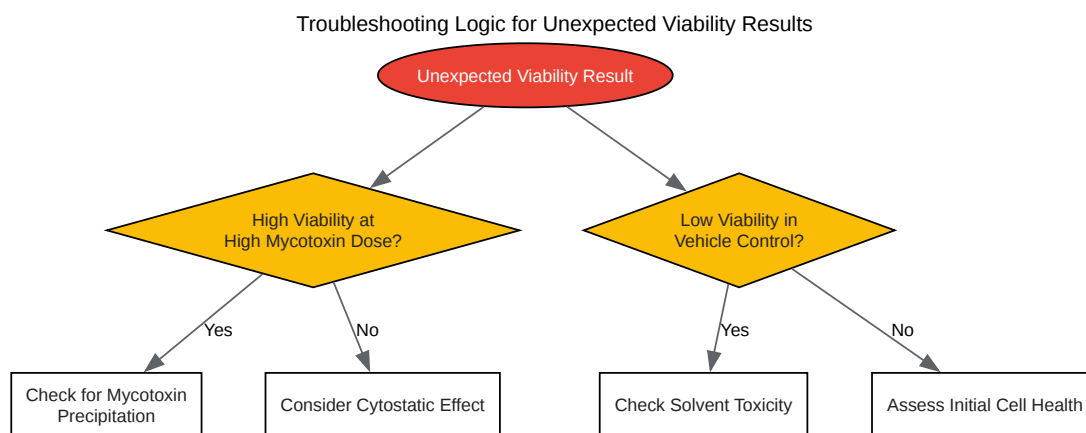 Troubleshooting Logic for Unexpected Viability Results
Unexpected Viability Result
High Viability at
High Mycotoxin Dose?
Low Viability in
Vehicle Control?
Yes
No
Yes
No
Check for Mycotoxin
Precipitation
Consider Cytostatic Effect
Check Solvent Toxicity
Assess Initial Cell Health